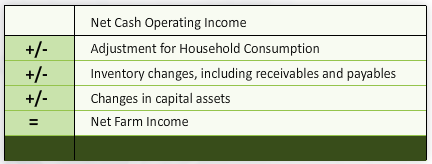 Net Cash Operating Income
+/- Adjustment for Household Consumption
+/- Inventory changes, including receivables and payables
+/- Changes in capital assets
= Net Farm Income